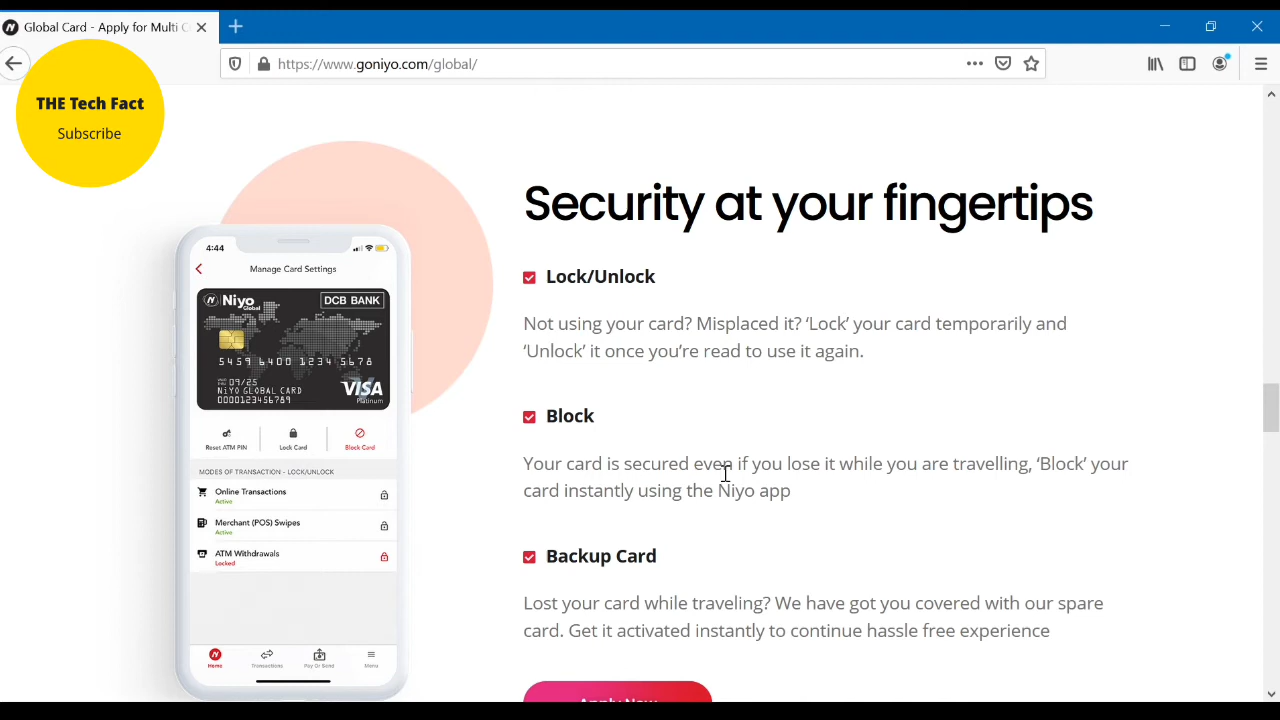 Global Card - Apply for Multi C
https://www.goniyo.com/global/
THE Tech Fact
Subscribe
Security at your fingertips
Lock/Unlock
Not using your card? Misplaced it? ‘Lock’ your card temporarily and
‘Unlock’ it once you’re read to use it again.
Block
Your card is secured even if you lose it while you are travelling, ‘Block’ your
card instantly using the Niyo app
Backup Card
Lost your card while traveling? We have got you covered with our spare
card. Get it activated instantly to continue hassle free experience
Apply Now
4:44
Manage Card Settings
Niyo
Global
DCB BANK
5459 6400 1234 5678
09/25
NiYO GLOBAL CARD
0000123456789
VISA
Platinum
Reset ATM PIN
Lock Card
Block Card
MODES OF TRANSACTION - LOCK/UNLOCK
Online Transactions
Active
Merchant (POS) Swipes
Active
ATM Withdrawals
Locked
Home
Transactions
Pay Or Send
Menu